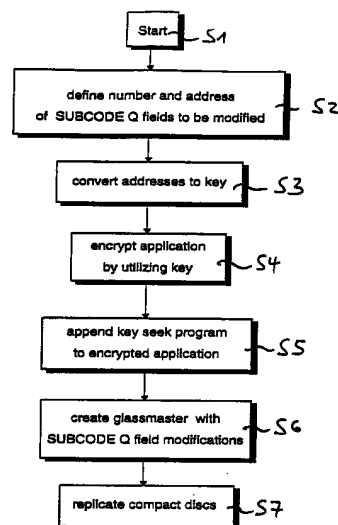 Start S1
define number and address S2
of SUBCODE Q fields to be modified
convert addresses to key S3
encrypt application S4
by utilizing key
append key seek program S5
to encrypted application
create glassmaster with S6
SUBCODE Q field modifications
replicate compact discs S7